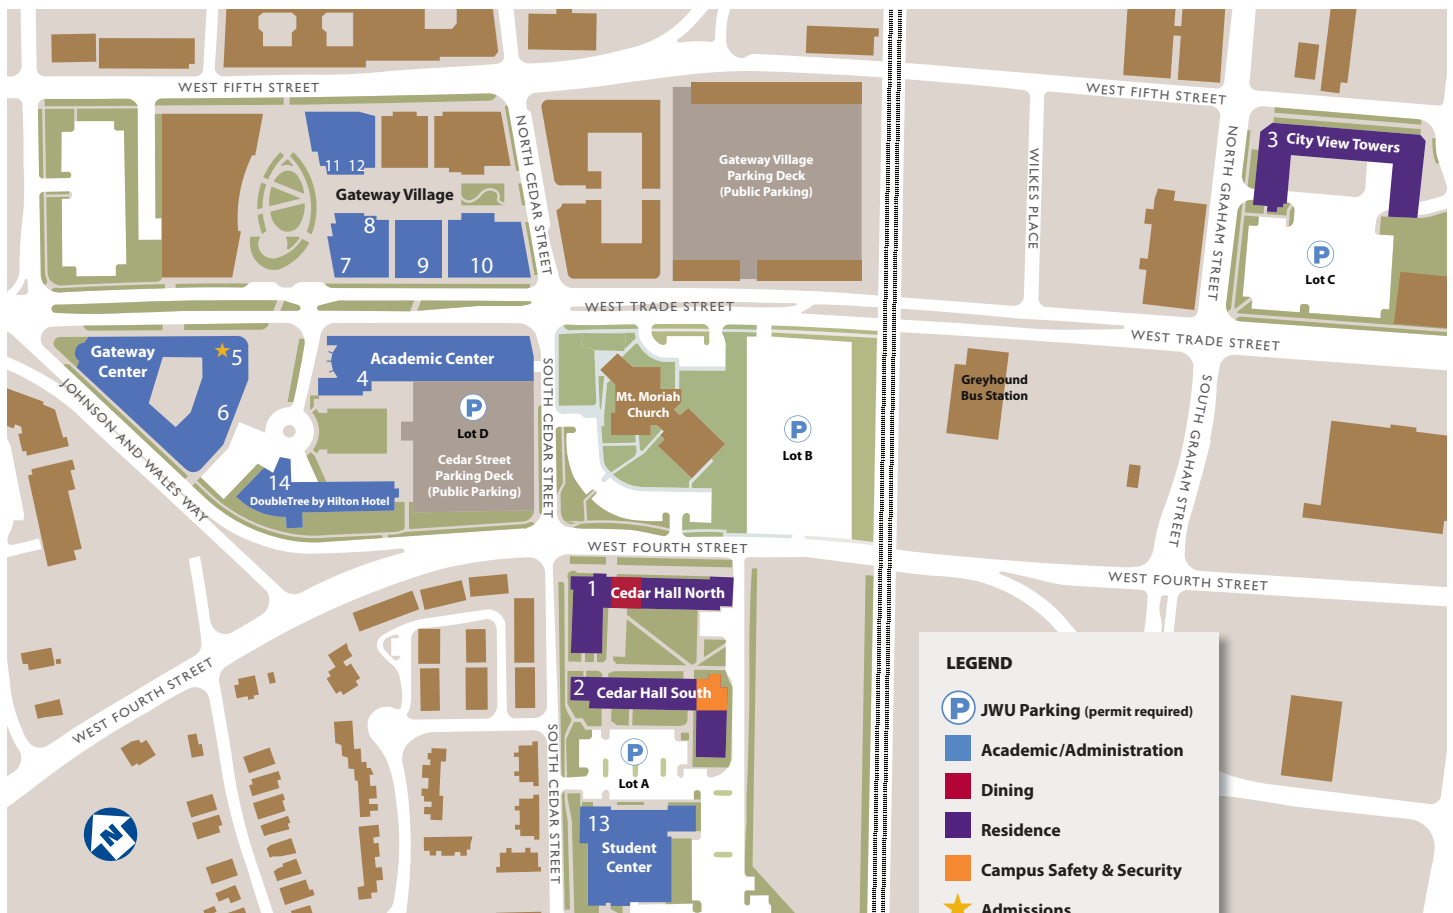 WEST FIFTH STREET
WEST FIFTH STREET
NORTH CEDAR STREET
Gateway Village
Parking Deck
(Public Parking)
WILKES PLACE
NORTH GRAHAM STREET
3 City View Towers
11 12
Gateway Village
8
7
9
10
P
Lot C
WEST TRADE STREET
WEST TRADE STREET
Gateway
Center
5
6
Academic Center
4
P
Lot D
Cedar Street
Parking Deck
(Public Parking)
SOUTH CEDAR STREET
Mt. Moriah
Church
P
Lot B
Greyhound
Bus Station
SOUTH GRAHAM STREET
JOHNSON AND WALES WAY
14
DoubleTree by Hilton Hotel
WEST FOURTH STREET
WEST FOURTH STREET
1 Cedar Hall North
2 Cedar Hall South
WEST FOURTH STREET
SOUTH CEDAR STREET
P
Lot A
13
Student
Center
N
LEGEND
P JWU Parking (permit required)
Academic/Administration
Dining
Residence
Campus Safety & Security
Admissions